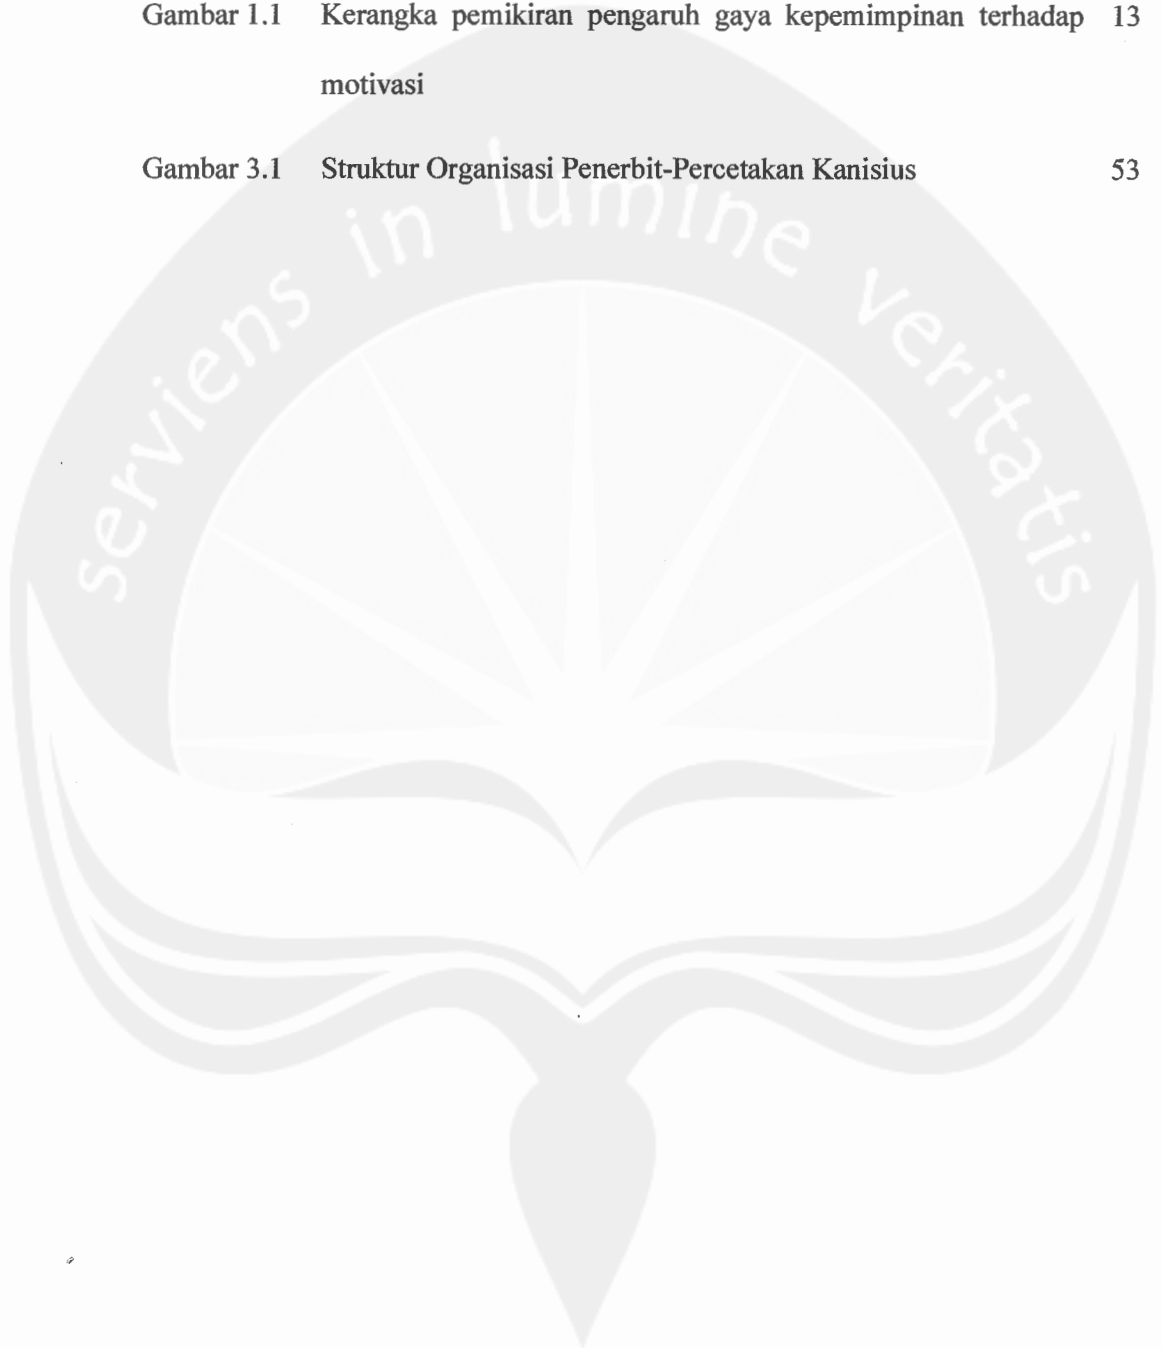 Gambar 1.1 Kerangka pemikiran pengaruh gaya kepemimpinan terhadap 13
motivasi
Gambar 3.1 Struktur Organisasi Penerbit-Percetakan Kanisius 53
serviens in lumine veritatis